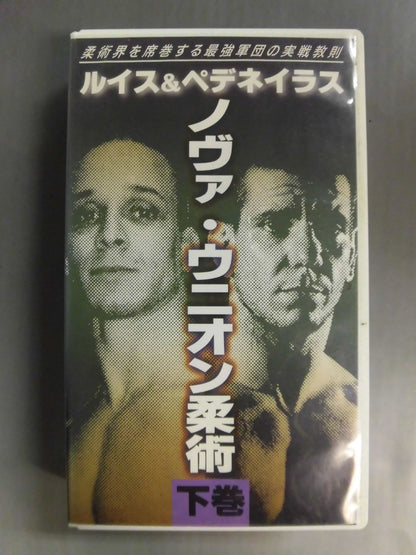 柔術界を席巻する最強軍団の実戦教則
ルイス&ペデネイラス
ノヴァ・ウニオン柔術
下巻